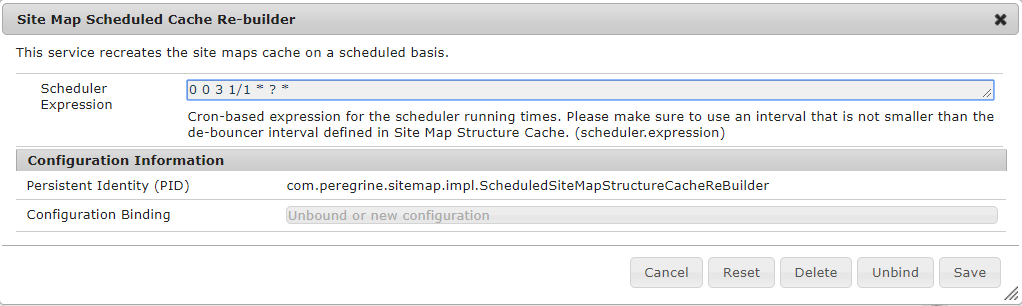 Site Map Scheduled Cache Re-builder
This service recreates the site maps cache on a scheduled basis.
Scheduler
Expression
0 0 3 1/1 * ? *
Cron-based expression for the scheduler running times. Please make sure to use an interval that is not smaller than the
de-bouncer interval defined in Site Map Structure Cache. (scheduler.expression)
Configuration Information
Persistent Identity (PID) com.peregrine.sitemap.impl.ScheduledSiteMapStructureCacheReBuilder
Configuration Binding Unbound or new configuration
Cancel Reset Delete Unbind Save